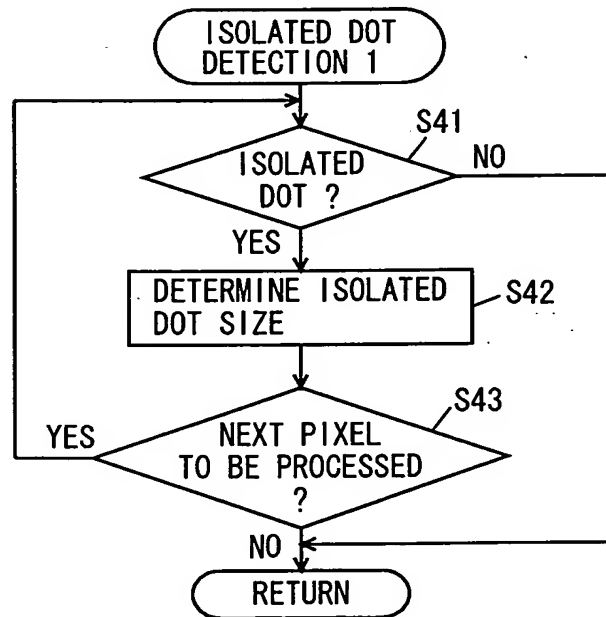 ISOLATED DOT
DETECTION 1
S41
ISOLATED
DOT ?
NO
YES
DETERMINE ISOLATED
DOT SIZE
S42
S43
YES
NEXT PIXEL
TO BE PROCESSED
?
NO
RETURN